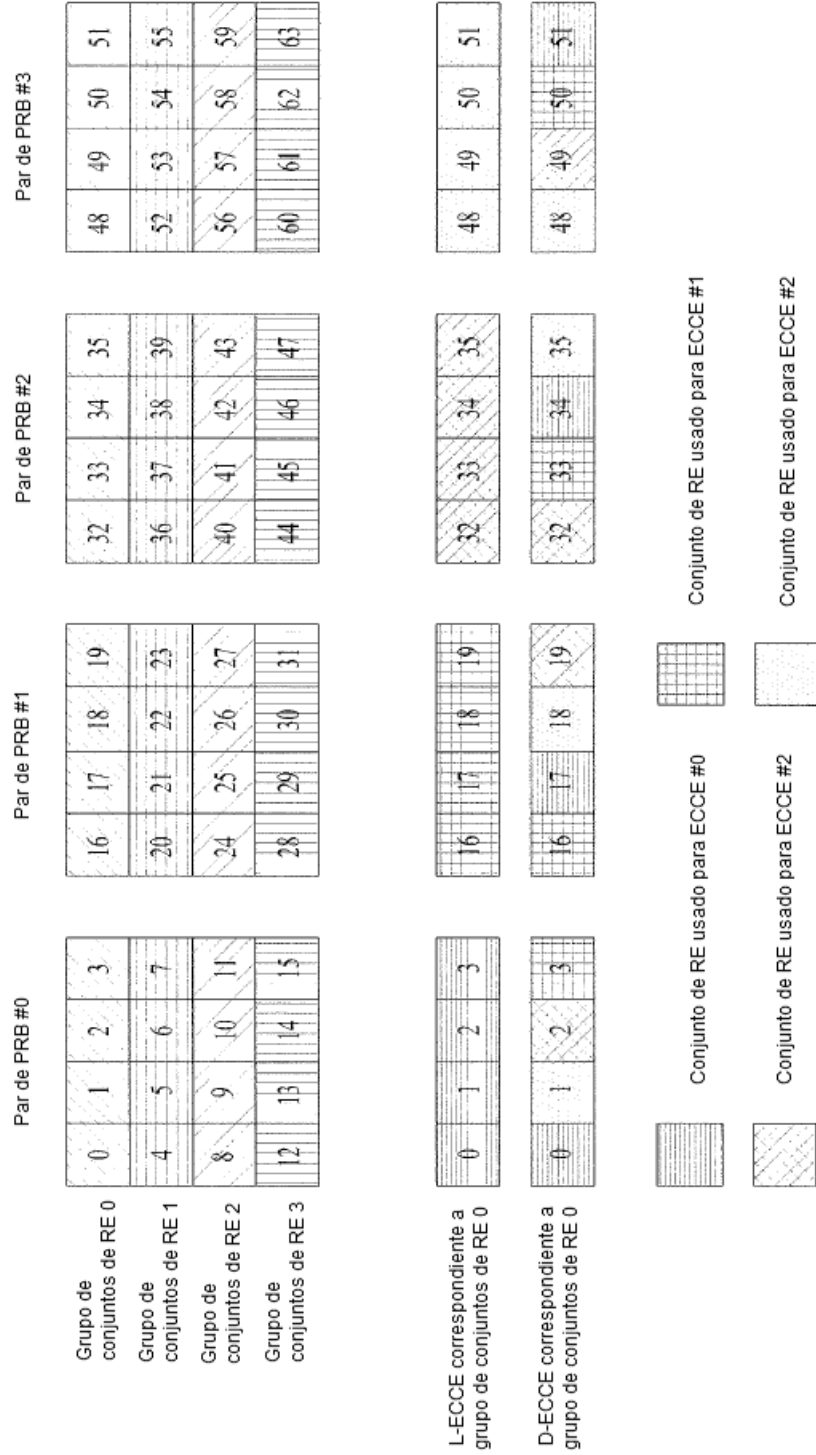 Par de PRB #0
Par de PRB #1
Par de PRB #2
Par de PRB #3
Grupo de
conjuntos de RE 0
0 1 2 3
16 17 18 19
32 33 34 35
48 49 50 51
Grupo de
conjuntos de RE 1
4 5 6 7
20 21 22 23
36 37 38 39
52 53 54 55
Grupo de
conjuntos de RE 2
8 9 10 11
24 25 26 27
40 41 42 43
56 57 58 59
Grupo de
conjuntos de RE 3
12 13 14 15
28 29 30 31
44 45 46 47
60 61 62 63
L-ECCE correspondiente a
grupo de conjuntos de RE 0
0 1 2 3
16 17 18 19
32 33 34 35
48 49 50 51
D-ECCE correspondiente a
grupo de conjuntos de RE 0
0 1 2 3
16 17 18 19
32 33 34 35
48 49 50 51
Conjunto de RE usado para ECCE #0
Conjunto de RE usado para ECCE #1
Conjunto de RE usado para ECCE #2
Conjunto de RE usado para ECCE #2